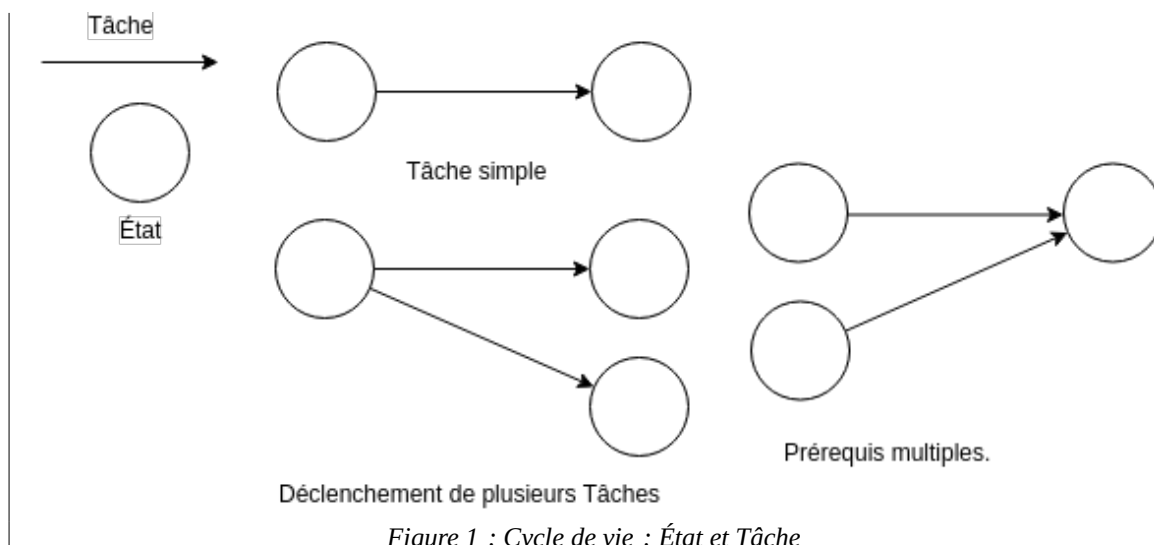 Tâche
État
Tâche simple
Prérequis multiples.
Déclenchement de plusieurs Tâches
Figure 1 : Cycle de vie : État et Tâche